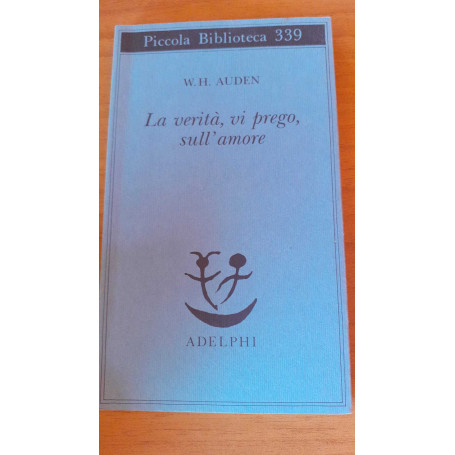 Piccola Biblioteca 339
W. H. AUDEN
La verità, vi prego,
sull'amore
ADELPHI